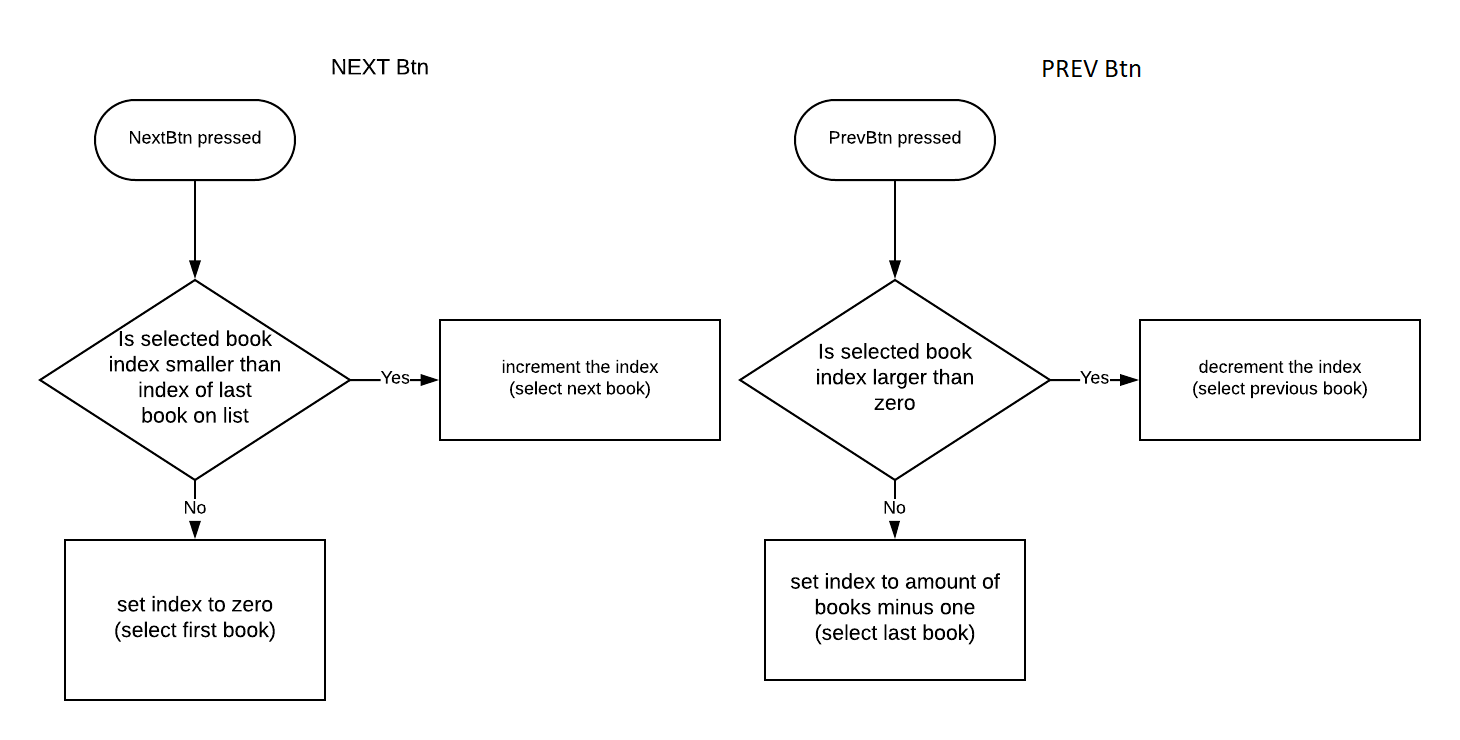 NEXT Btn
NextBtn pressed
Is selected book
index smaller than
index of last
book on list
Yes
increment the index
(select next book)
No
set index to zero
(select first book)
PREV Btn
PrevBtn pressed
Is selected book
index larger than
zero
Yes
decrement the index
(select previous book)
No
set index to amount of
books minus one
(select last book)